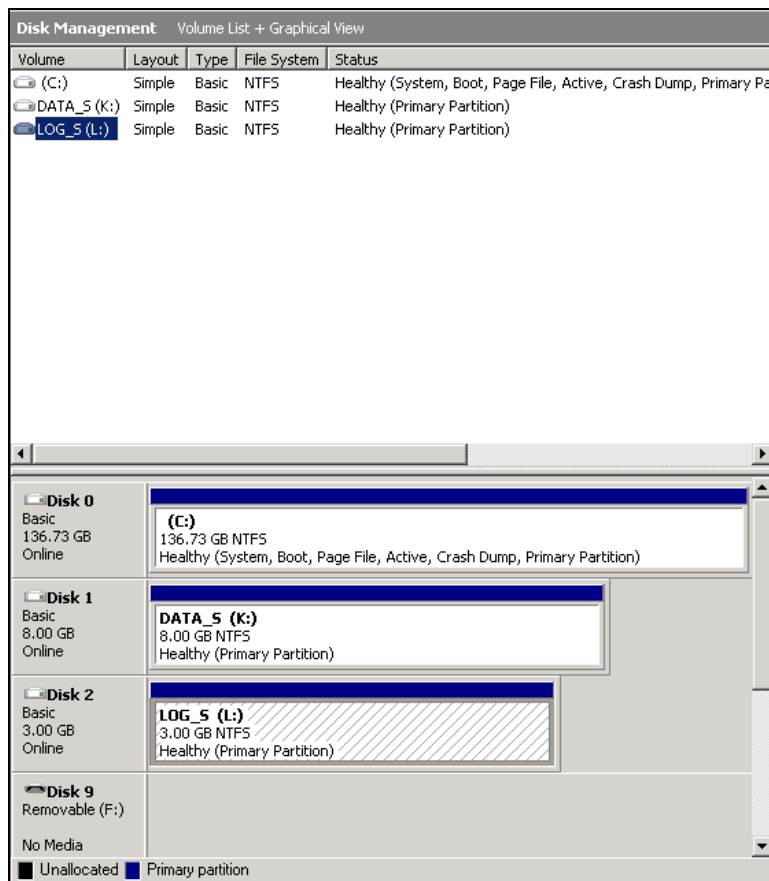 Disk Management Volume List + Graphical View
Volume Layout Type File System Status
(C:) Simple Basic NTFS Healthy (System, Boot, Page File, Active, Crash Dump, Primary Pa
DATA_S (K:) Simple Basic NTFS Healthy (Primary Partition)
LOG_S (L:) Simple Basic NTFS Healthy (Primary Partition)
Disk 0
Basic
136.73 GB
Online
(C:)
136.73 GB NTFS
Healthy (System, Boot, Page File, Active, Crash Dump, Primary Partition)
Disk 1
Basic
8.00 GB
Online
DATA_S (K:)
8.00 GB NTFS
Healthy (Primary Partition)
Disk 2
Basic
3.00 GB
Online
LOG_S (L:)
3.00 GB NTFS
Healthy (Primary Partition)
Disk 9
Removable (F:)
No Media
Unallocated Primary partition